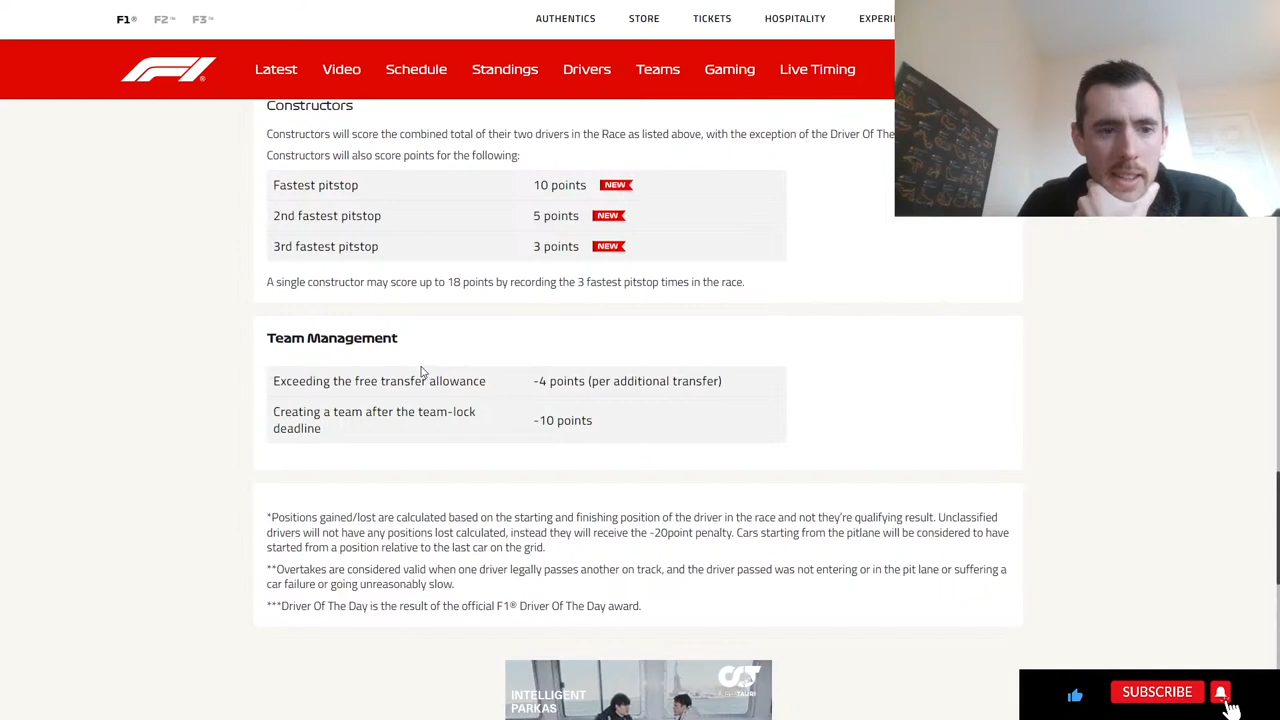 F1® F2™ F3™
AUTHENTICS STORE TICKETS HOSPITALITY
Latest Video Schedule Standings Drivers Teams Gaming Live Timing
Constructors
Constructors will score the combined total of their two drivers in the Race as listed above, with the exception of the Driver Of The
Constructors will also score points for the following:
Fastest pitstop 10 points NEW
2nd fastest pitstop 5 points NEW
3rd fastest pitstop 3 points NEW
A single constructor may score up to 18 points by recording the 3 fastest pitstop times in the race.
Team Management
Exceeding the free transfer allowance -4 points (per additional transfer)
Creating a team after the team-lock
deadline -10 points
*Positions gained/lost are calculated based on the starting and finishing position of the driver in the race and not they're qualifying result. Unclassified
drivers will not have any positions lost calculated, instead they will receive the -20point penalty. Cars starting from the pitlane will be considered to have
started from a position relative to the last car on the grid.
**Overtakes are considered valid when one driver legally passes another on track, and the driver passed was not entering or in the pit lane or suffering a
car failure or going unreasonably slow.
***Driver Of The Day is the result of the official F1® Driver Of The Day award.
INTELLIGENT
PARKAS
SUBSCRIBE